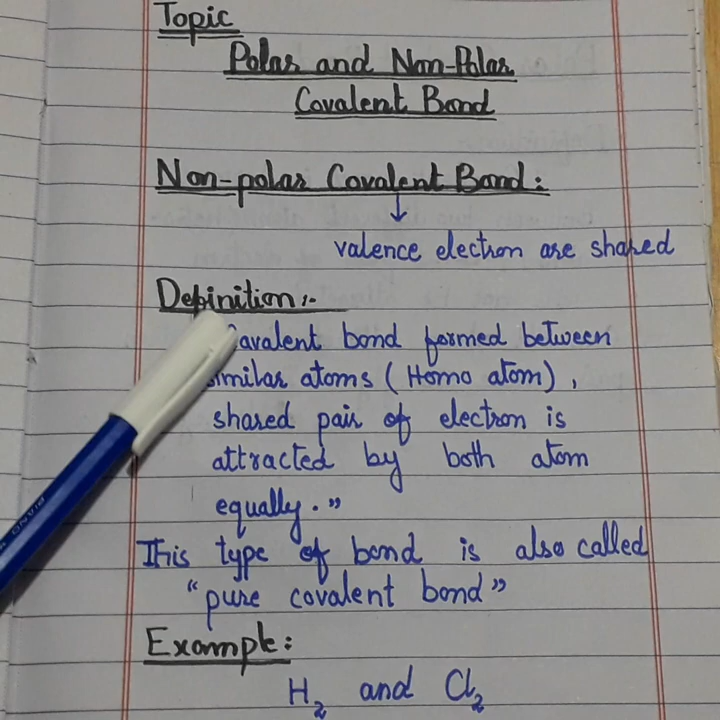 Topic
Polar and Non-Polar
Covalent Bond
Non-polar Covalent Bond:
valence electron are shared
Definition:-
Covalent bond formed between
similar atoms (Homo atom),
shared pair of electron is
attracted by both atom
equally."
This type of bond is also called
"pure covalent bond"
Example:
H₂ and Cl₂